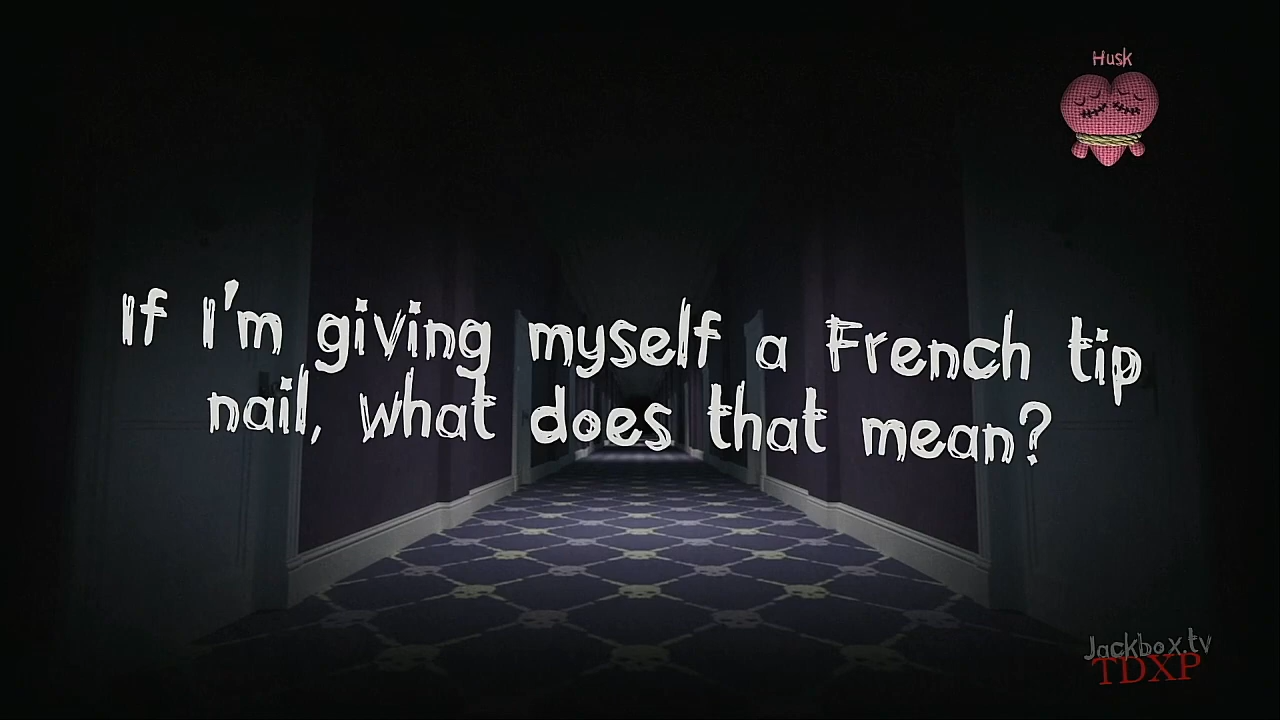 Husk
If I'm giving myself a French tip
nail, what does that mean?
Jackbox.tv
TDXP